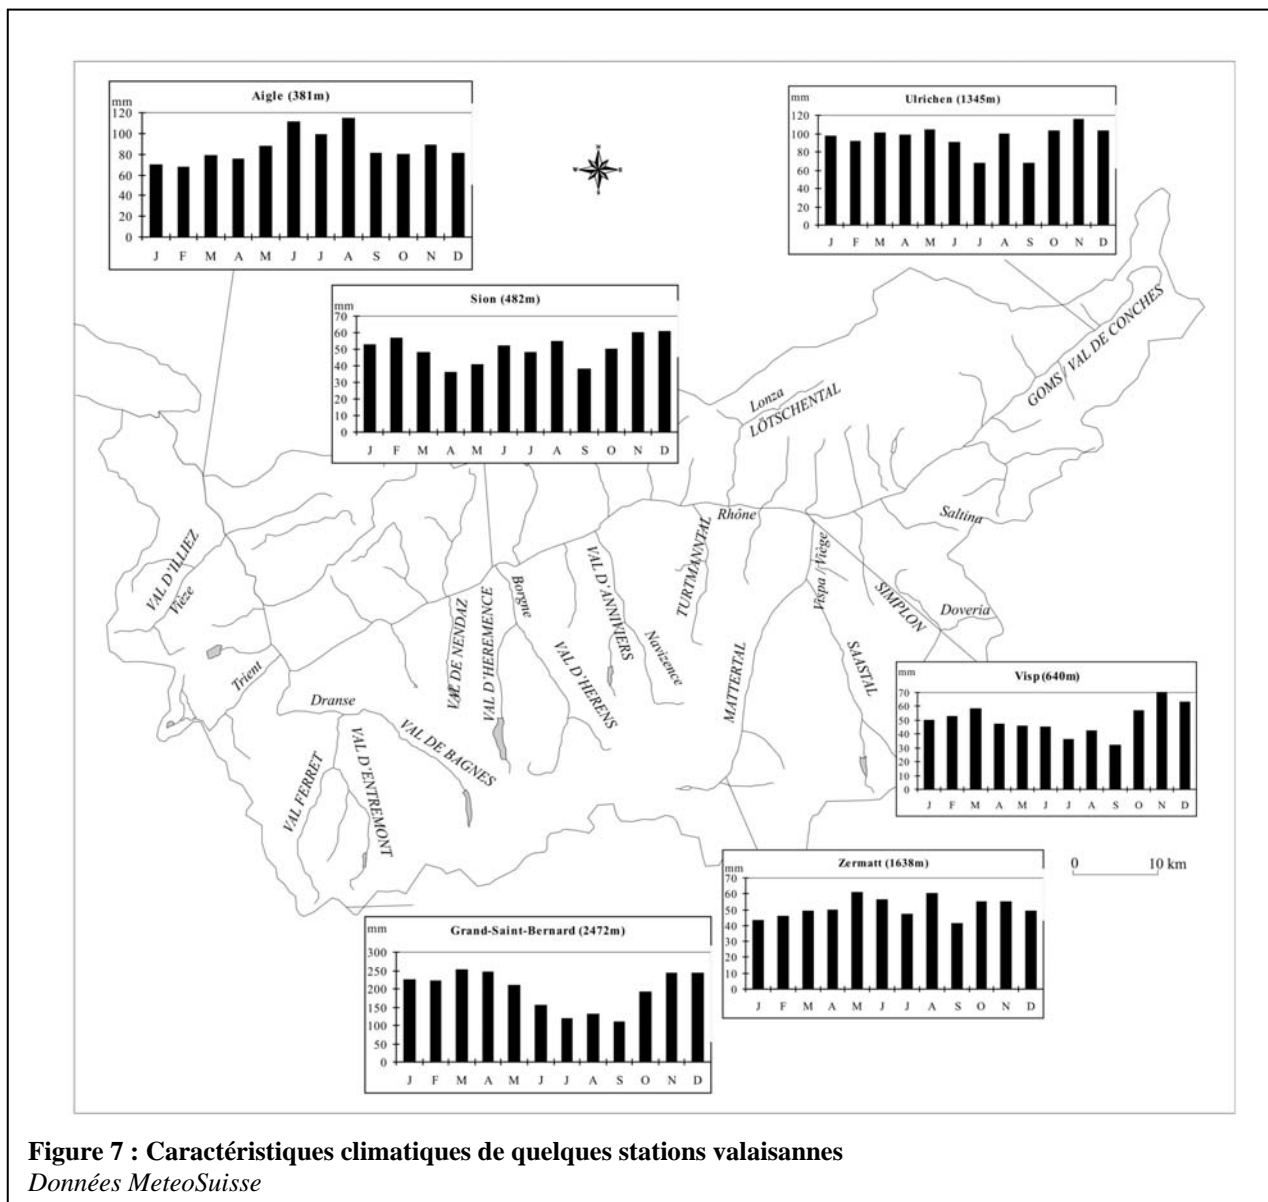 Aigle (381m)
mm
120
100
80
60
40
20
0
J F M A M J J A S O N D
Ulrichen (1345m)
mm
120
100
80
60
40
20
0
J F M A M J J A S O N D
N
W E
S
Sion (482m)
mm
70
60
50
40
30
20
10
0
J F M A M J J A S O N D
GOMS / VAL DE CONCHES
Lonza
LÖTSCHENTAL
Rhône
Saltina
VAL D'ILLIEZ
Vièze
Trient
Dranse
VAL FERRET
VAL D'ENTREMONT
VAL DE BAGNES
VAL DE NENDAZ
VAL D'HEREMENCE
Borgne
VAL D'HERENS
VAL D'ANNIVIERS
Navizence
TURTMANNTAL
MATTERTAL
Vispa / Viège
SAASTAL
SIMPLON
Doveria
Visp (640m)
mm
70
60
50
40
30
20
10
0
J F M A M J J A S O N D
Zermatt (1638m)
mm
70
60
50
40
30
20
10
0
J F M A M J J A S O N D
0 10 km
Grand-Saint-Bernard (2472m)
mm
300
250
200
150
100
50
0
J F M A M J J A S O N D
Figure 7 : Caractéristiques climatiques de quelques stations valaisannes
Données MeteoSuisse